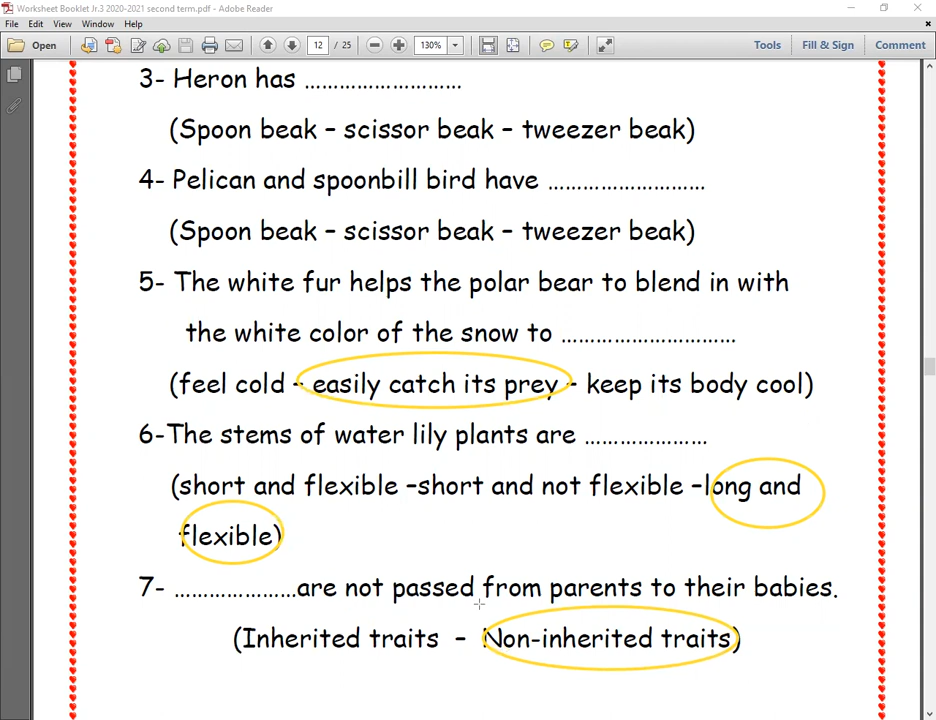 Worksheet Booklet Jr.3 2020-2021 second term.pdf - Adobe Reader
File Edit View Window Help
Open 12 / 25 130% Tools Fill & Sign Comment
3- Heron has ...........................
(Spoon beak – scissor beak – tweezer beak)
4- Pelican and spoonbill bird have ...........................
(Spoon beak – scissor beak – tweezer beak)
5- The white fur helps the polar bear to blend in with
the white color of the snow to ..............................
(feel cold – easily catch its prey – keep its body cool)
6-The stems of water lily plants are .....................
(short and flexible –short and not flexible –long and
flexible)
7- .....................are not passed from parents to their babies.
(Inherited traits – Non-inherited traits)